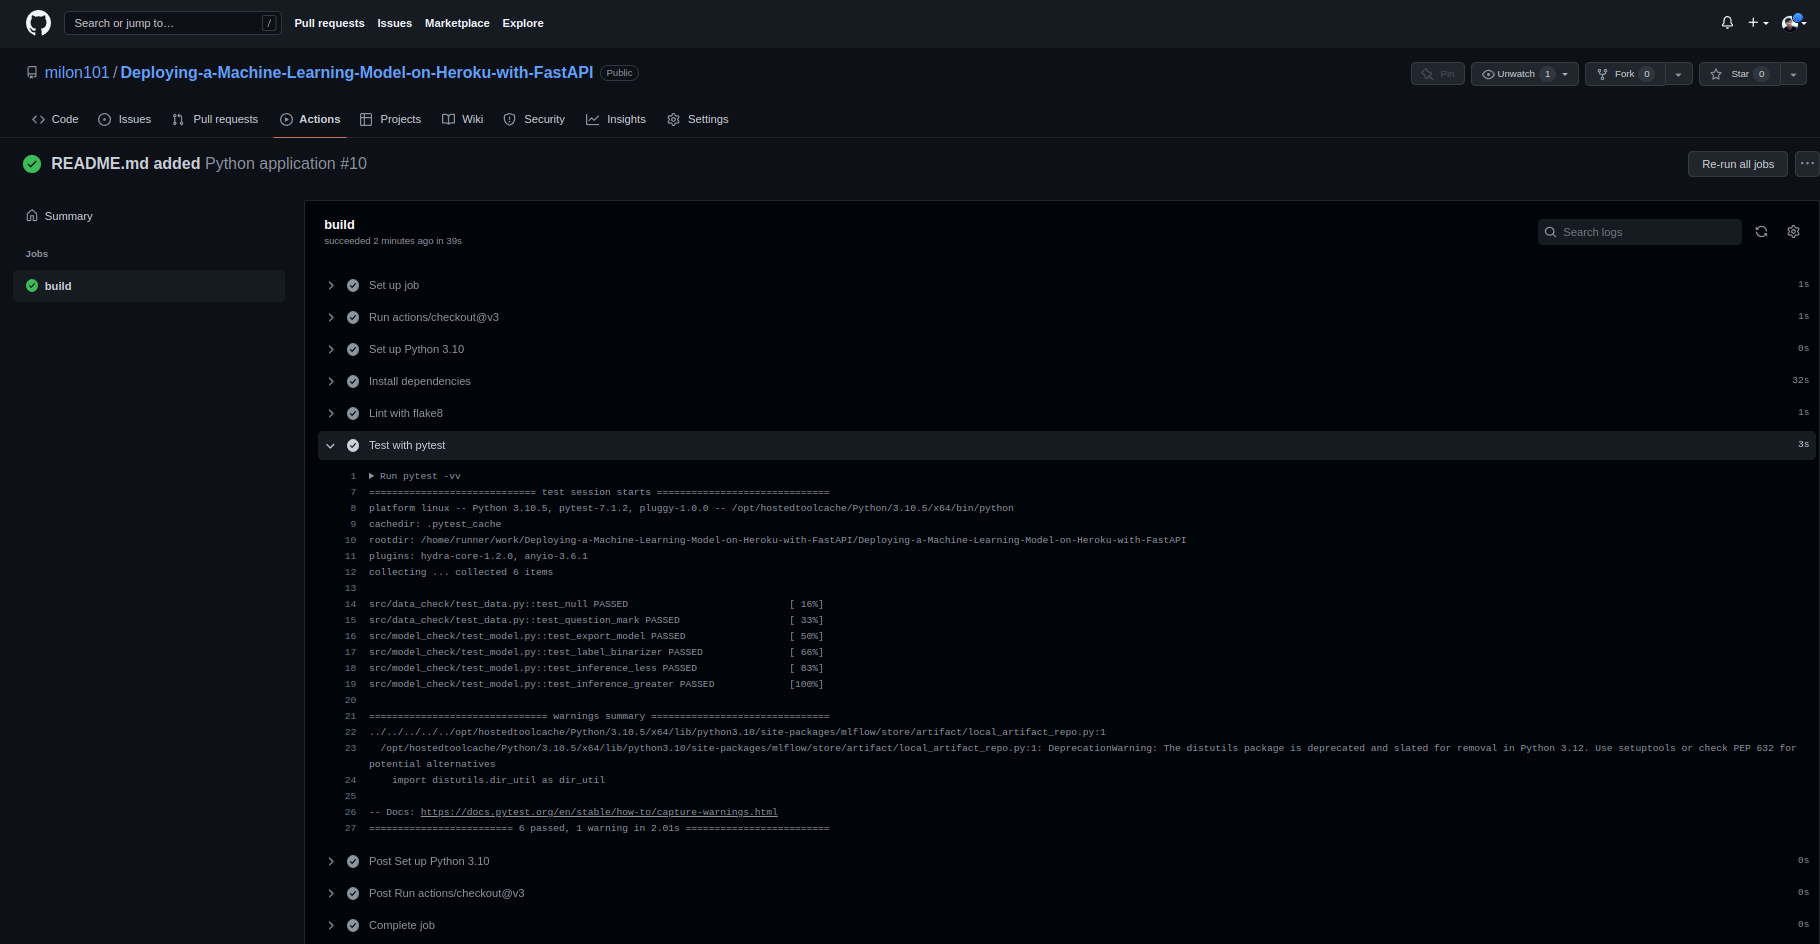 Search or jump to… /
Pull requests Issues Marketplace Explore
milon101 / Deploying-a-Machine-Learning-Model-on-Heroku-with-FastAPI Public
Pin Unwatch 1 Fork 0 Star 0
Code Issues Pull requests Actions Projects Wiki Security Insights Settings
README.md added Python application #10
Re-run all jobs ...
Summary
Jobs
build
build
succeeded 2 minutes ago in 39s
Search logs
Set up job 1s
Run actions/checkout@v3 1s
Set up Python 3.10 0s
Install dependencies 32s
Lint with flake8 1s
Test with pytest 3s
1 Run pytest -vv
7 ============================= test session starts ==============================
8 platform linux -- Python 3.10.5, pytest-7.1.2, pluggy-1.0.0 -- /opt/hostedtoolcache/Python/3.10.5/x64/bin/python
9 cachedir: .pytest_cache
10 rootdir: /home/runner/work/Deploying-a-Machine-Learning-Model-on-Heroku-with-FastAPI/Deploying-a-Machine-Learning-Model-on-Heroku-with-FastAPI
11 plugins: hydra-core-1.2.0, anyio-3.6.1
12 collecting ... collected 6 items
13
14 src/data_check/test_data.py::test_null PASSED [ 16%]
15 src/data_check/test_data.py::test_question_mark PASSED [ 33%]
16 src/model_check/test_model.py::test_export_model PASSED [ 50%]
17 src/model_check/test_model.py::test_label_binarizer PASSED [ 66%]
18 src/model_check/test_model.py::test_inference_less PASSED [ 83%]
19 src/model_check/test_model.py::test_inference_greater PASSED [100%]
20
21 =============================== warnings summary ===============================
22 ../../../../../opt/hostedtoolcache/Python/3.10.5/x64/lib/python3.10/site-packages/mlflow/store/artifact/local_artifact_repo.py:1
23 /opt/hostedtoolcache/Python/3.10.5/x64/lib/python3.10/site-packages/mlflow/store/artifact/local_artifact_repo.py:1: DeprecationWarning: The distutils package is deprecated and slated for removal in Python 3.12. Use setuptools or check PEP 632 for
potential alternatives
24 import distutils.dir_util as dir_util
25
26 -- Docs: https://docs.pytest.org/en/stable/how-to/capture-warnings.html
27 ========================= 6 passed, 1 warning in 2.01s =========================
Post Set up Python 3.10 0s
Post Run actions/checkout@v3 0s
Complete job 0s